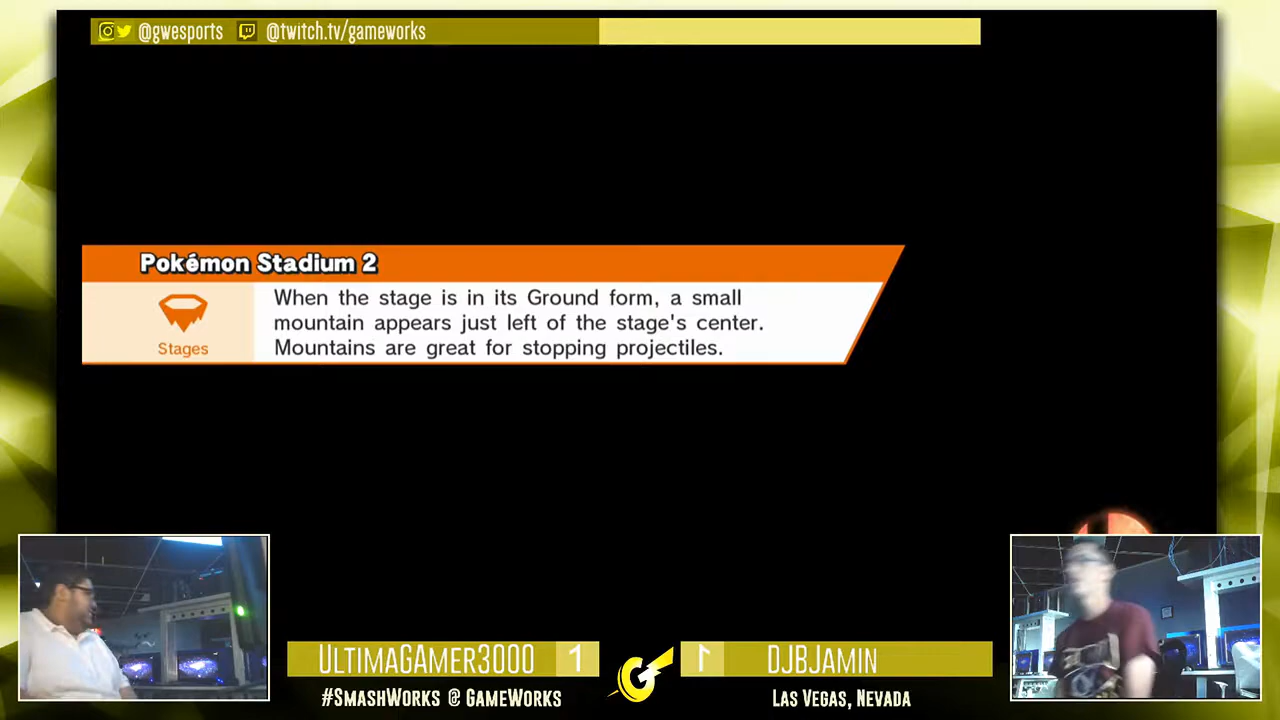 @gwesports @twitch.tv/gameworks
Pokémon Stadium 2
When the stage is in its Ground form, a small
mountain appears just left of the stage's center.
Mountains are great for stopping projectiles.
Stages
UltimaGamer3000 1
1 DJBJamin
#SmashWorks @ GameWorks
Las Vegas, Nevada